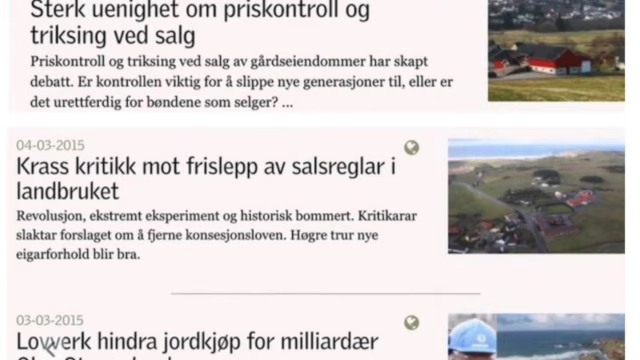 Sterk uenighet om priskontroll og
triksing ved salg
Priskontroll og triksing ved salg av gårdseiendommer har skapt
debatt. Er kontrollen viktig for å slippe nye generasjoner til, eller er
det urettferdig for bøndene som selger? ...
04-03-2015
Krass kritikk mot frislepp av salsreglar i
landbruket
Revolusjon, ekstremt eksperiment og historisk bommert. Kritikarar
slaktar forslaget om å fjerne konsesjonsloven. Høgre trur nye
eigarforhold blir bra.
03-03-2015
Lovverk hindra jordkjøp for milliardær